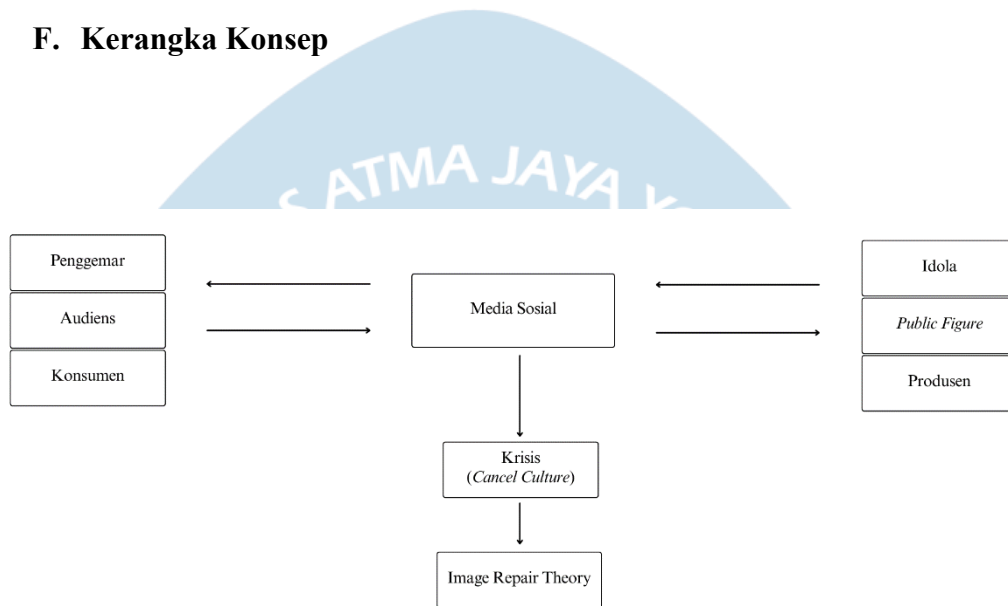 F. Kerangka Konsep
S ATMA JAYA
Penggemar
Audiens
Konsumen
Media Sosial
Idola
Public Figure
Produsen
Krisis
(Cancel Culture)
Image Repair Theory